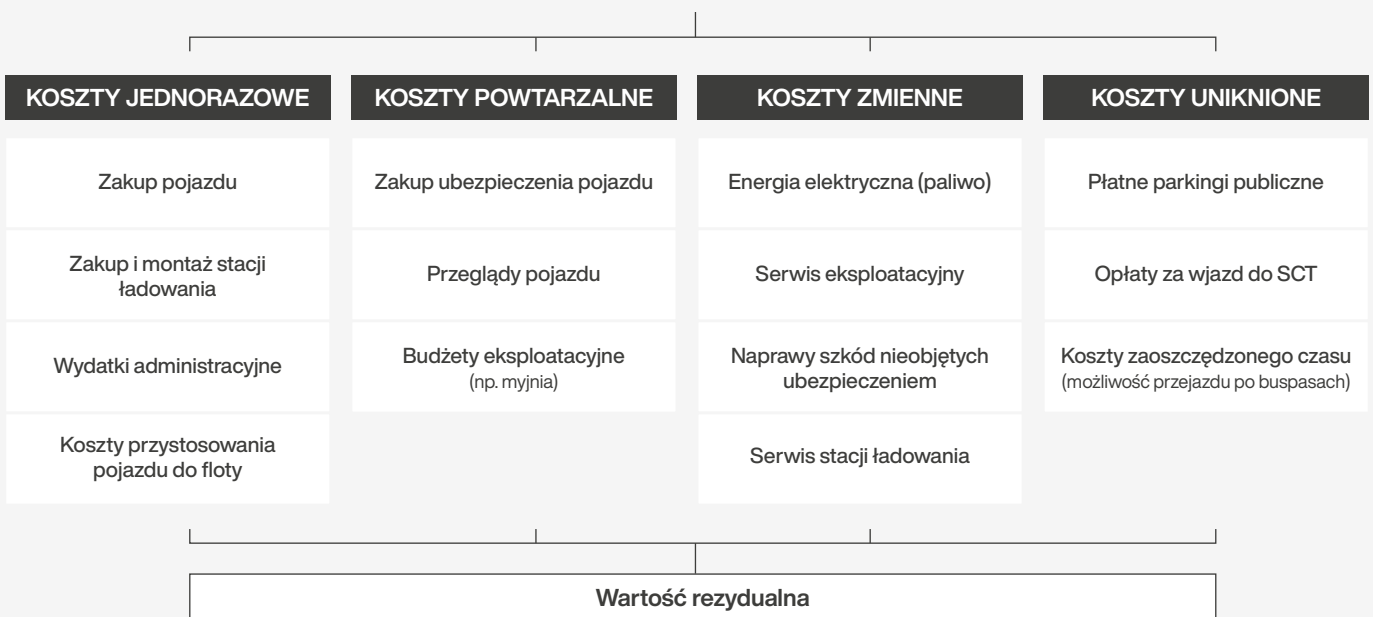 KOSZTY JEDNORAZOWE
Zakup pojazdu
Zakup i montaż stacji
ładowania
Wydatki administracyjne
Koszty przystosowania
pojazdu do floty
KOSZTY POWTARZALNE
Zakup ubezpieczenia pojazdu
Przeglądy pojazdu
Budżety eksploatacyjne
(np. myjnia)
KOSZTY ZMIENNE
Energia elektryczna (paliwo)
Serwis eksploatacyjny
Naprawy szkód nieobjętych
ubezpieczeniem
Serwis stacji ładowania
KOSZTY UNIKNIONE
Płatne parkingi publiczne
Opłaty za wjazd do SCT
Koszty zaoszczędzonego czasu
(możliwość przejazdu po buspasach)
Wartość rezydualna